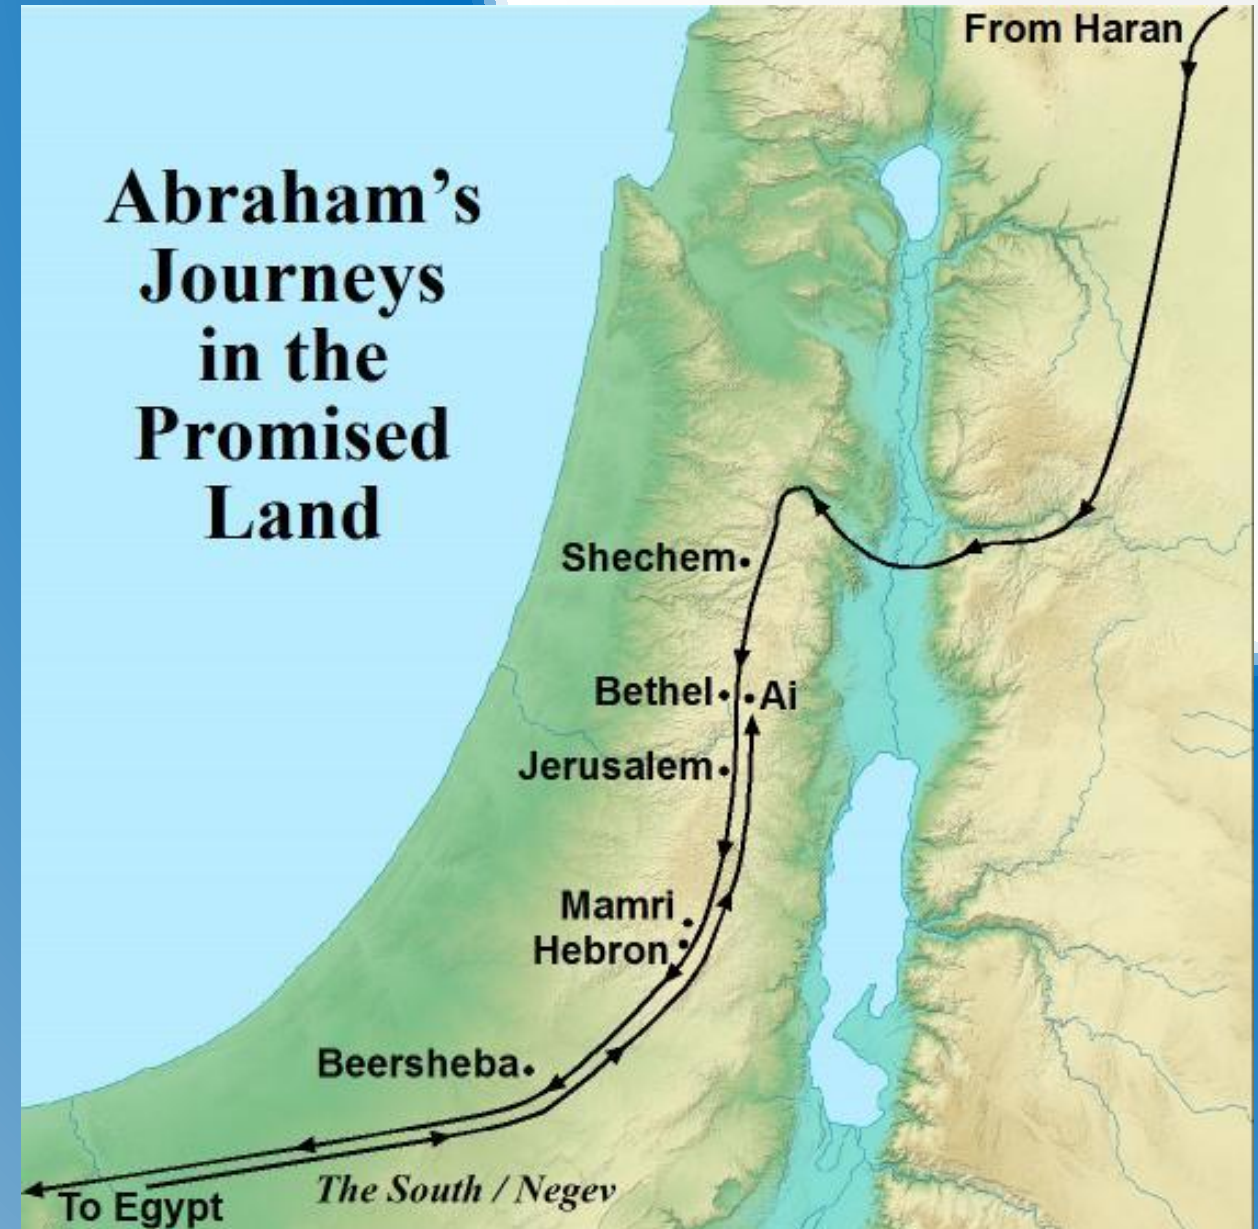 From Haran
Abraham’s
Journeys
in the
Promised
Land
Shechem
Bethel
Ai
Jerusalem
Mamri
Hebron
Beersheba
The South / Negev
To Egypt